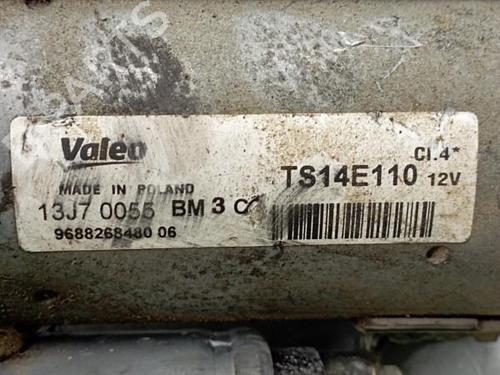 Valeo
MADE IN POLAND
13J7 0055 BM 3 C
9688268480 06
Cl.4*
TS14E110 12V